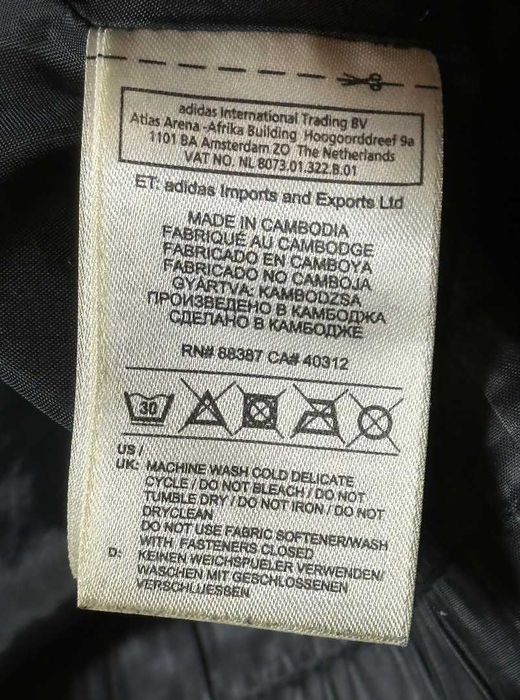 adidas International Trading BV
Atlas Arena -Afrika Building Hoogoorddreef 9a
1101 BA Amsterdam ZO The Netherlands
VAT NO. NL 8073.01.322.B.01
ET: adidas Imports and Exports Ltd
MADE IN CAMBODIA
FABRIQUÉ AU CAMBODGE
FABRICADO EN CAMBOYA
FABRICADO NO CAMBOJA
GYÁRTVA: KAMBODZSA
ПРОИЗВЕДЕНО В КАМБОДЖА
СДЕЛАНО В КАМБОДЖЕ
RN# 88387 CA# 40312
30
US /
UK: MACHINE WASH COLD DELICATE
CYCLE / DO NOT BLEACH / DO NOT
TUMBLE DRY / DO NOT IRON / DO NOT
DRYCLEAN
DO NOT USE FABRIC SOFTENER/WASH
WITH FASTENERS CLOSED
D: KEINEN WEICHSPUELER VERWENDEN/
WASCHEN MIT GESCHLOSSENEN
VERSCHLUESSEN